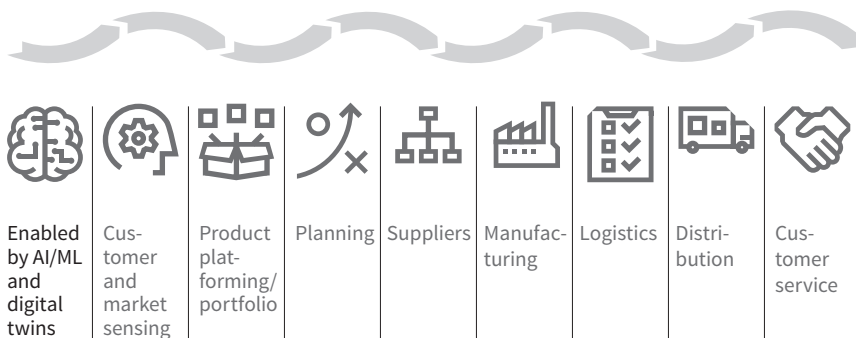 Enabled
by AI/ML
and
digital
twins
Cus-
tomer
and
market
sensing
Product
plat-
forming/
portfolio
Planning
Suppliers
Manufac-
turing
Logistics
Distri-
bution
Cus-
tomer
service